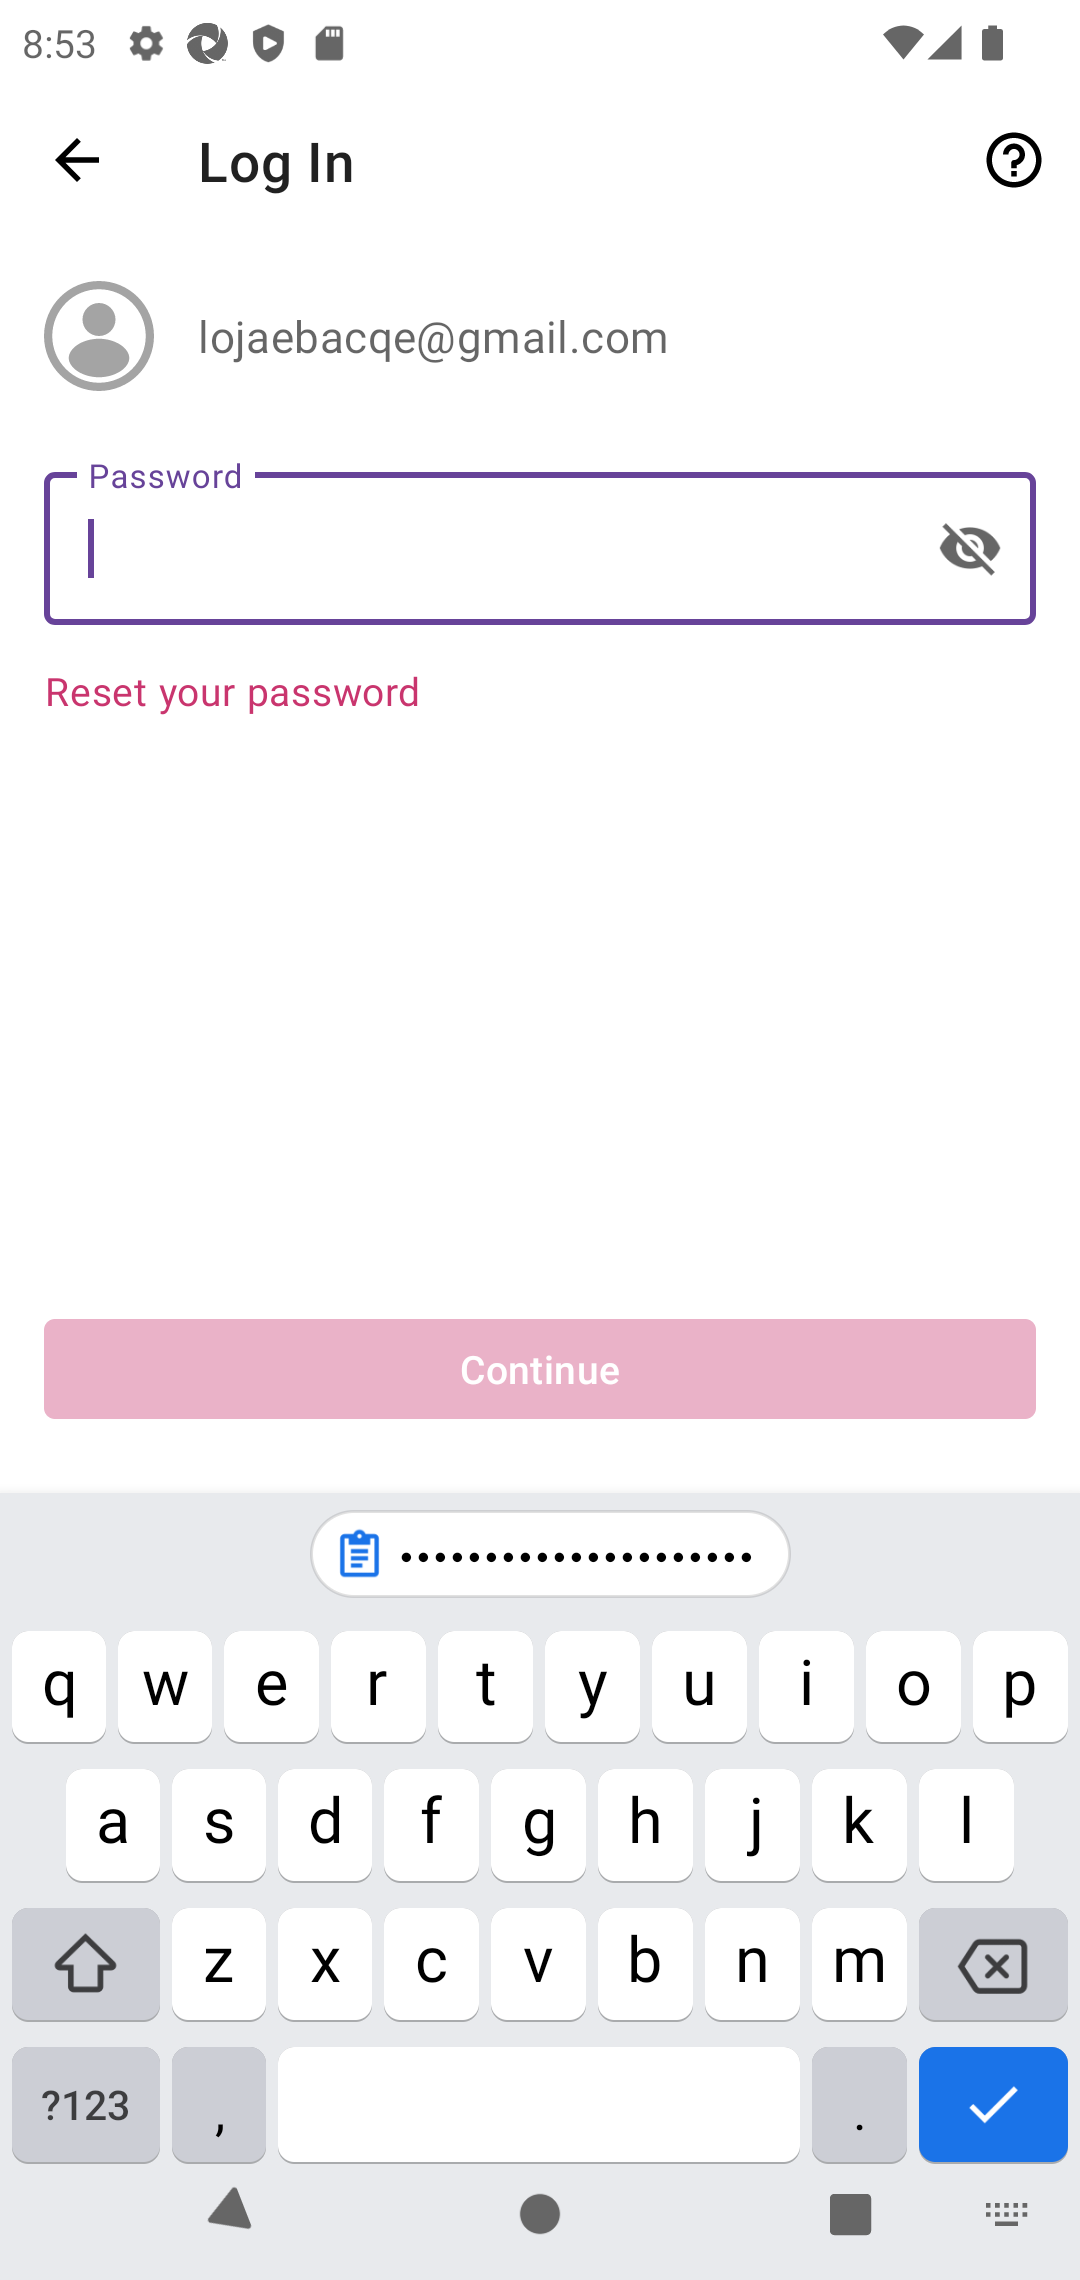 8:53
Log In
lojaebacqe@gmail.com
Password
Reset your password
Continue
•••••••••••••••••••••
q w e r t y u i o p
a s d f g h j k l
z x c v b n m
?123 , .